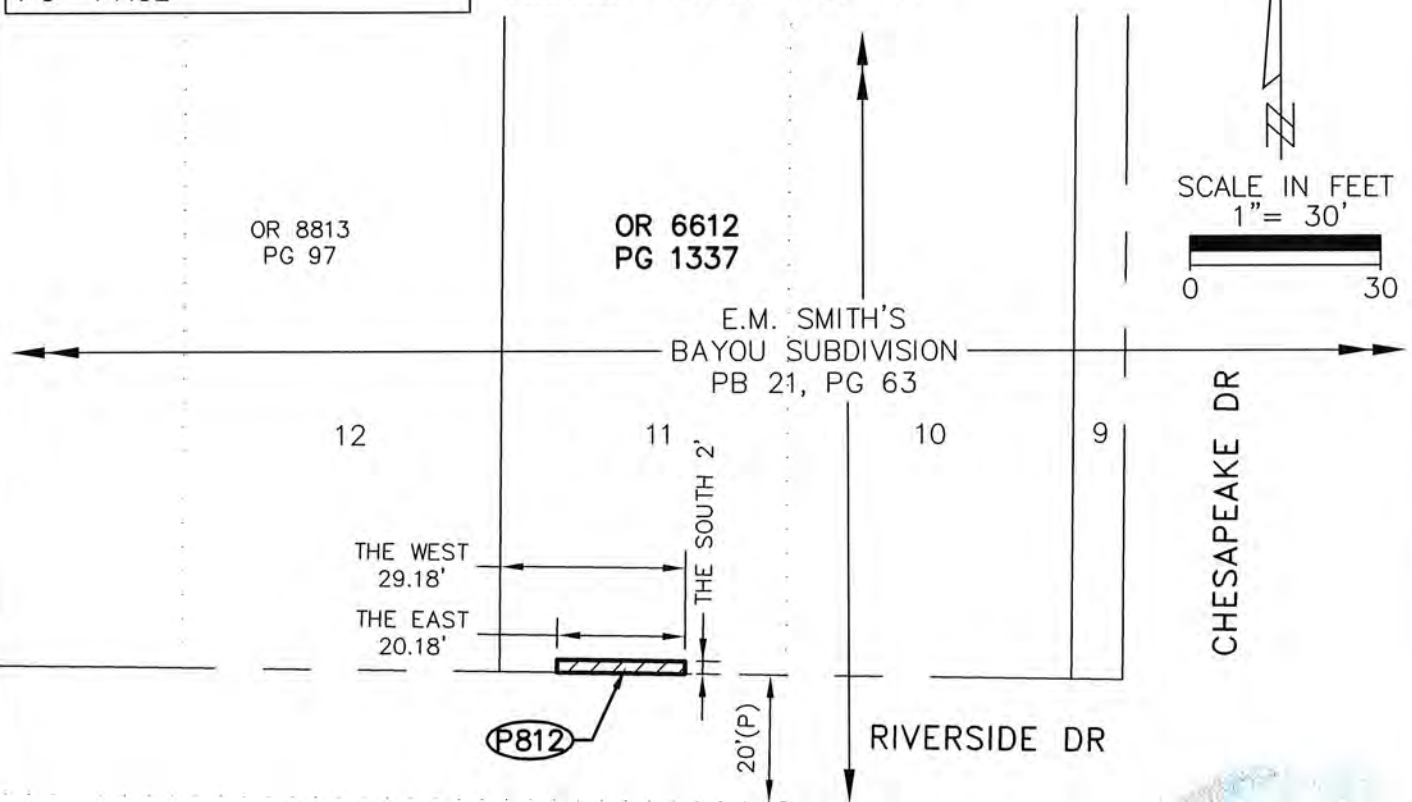 OR 8813
PG 97
OR 6612
PG 1337
SCALE IN FEET
1"= 30'
0 30
E.M. SMITH'S
BAYOU SUBDIVISION
PB 21, PG 63
12
11
10
9
CHESAPEAKE DR
THE SOUTH 2'
THE WEST
29.18'
THE EAST
20.18'
P812
20'(P)
RIVERSIDE DR
N